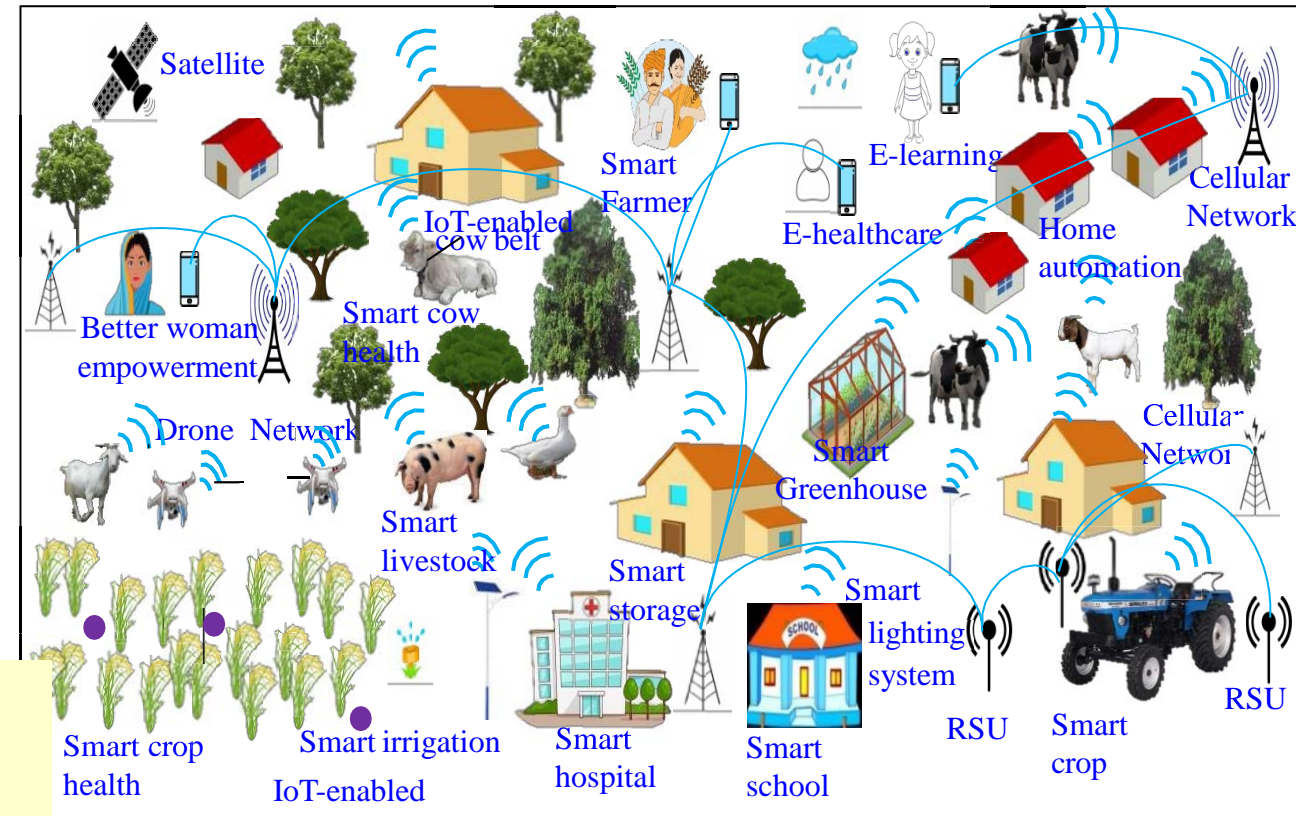 Satellite
Smart
Farmer
E-learning
Cellular
Network
IoT-enabled
cow belt
E-healthcare
Home
automation
Better woman
empowerment
Smart cow
health
Drone Network
Smart
livestock
Smart
Greenhouse
Cellular
Networ
Smart
storage
SCHOOL
Smart
lighting
system
RSU
RSU
Smart crop
health
Smart irrigation
IoT-enabled
Smart
hospital
Smart
school
Smart
crop